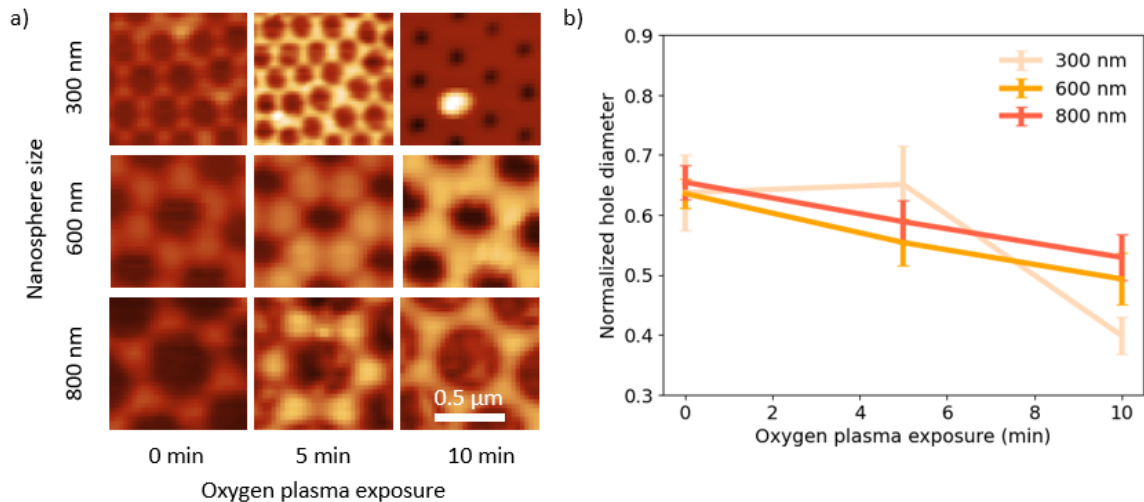 a)
300 nm
600 nm
800 nm
Nanosphere size
0.5 µm
0 min
5 min
10 min
Oxygen plasma exposure
b)
0.9
0.8
0.7
0.6
0.5
0.4
0.3
Normalized hole diameter
300 nm
600 nm
800 nm
0
2
4
6
8
10
Oxygen plasma exposure (min)